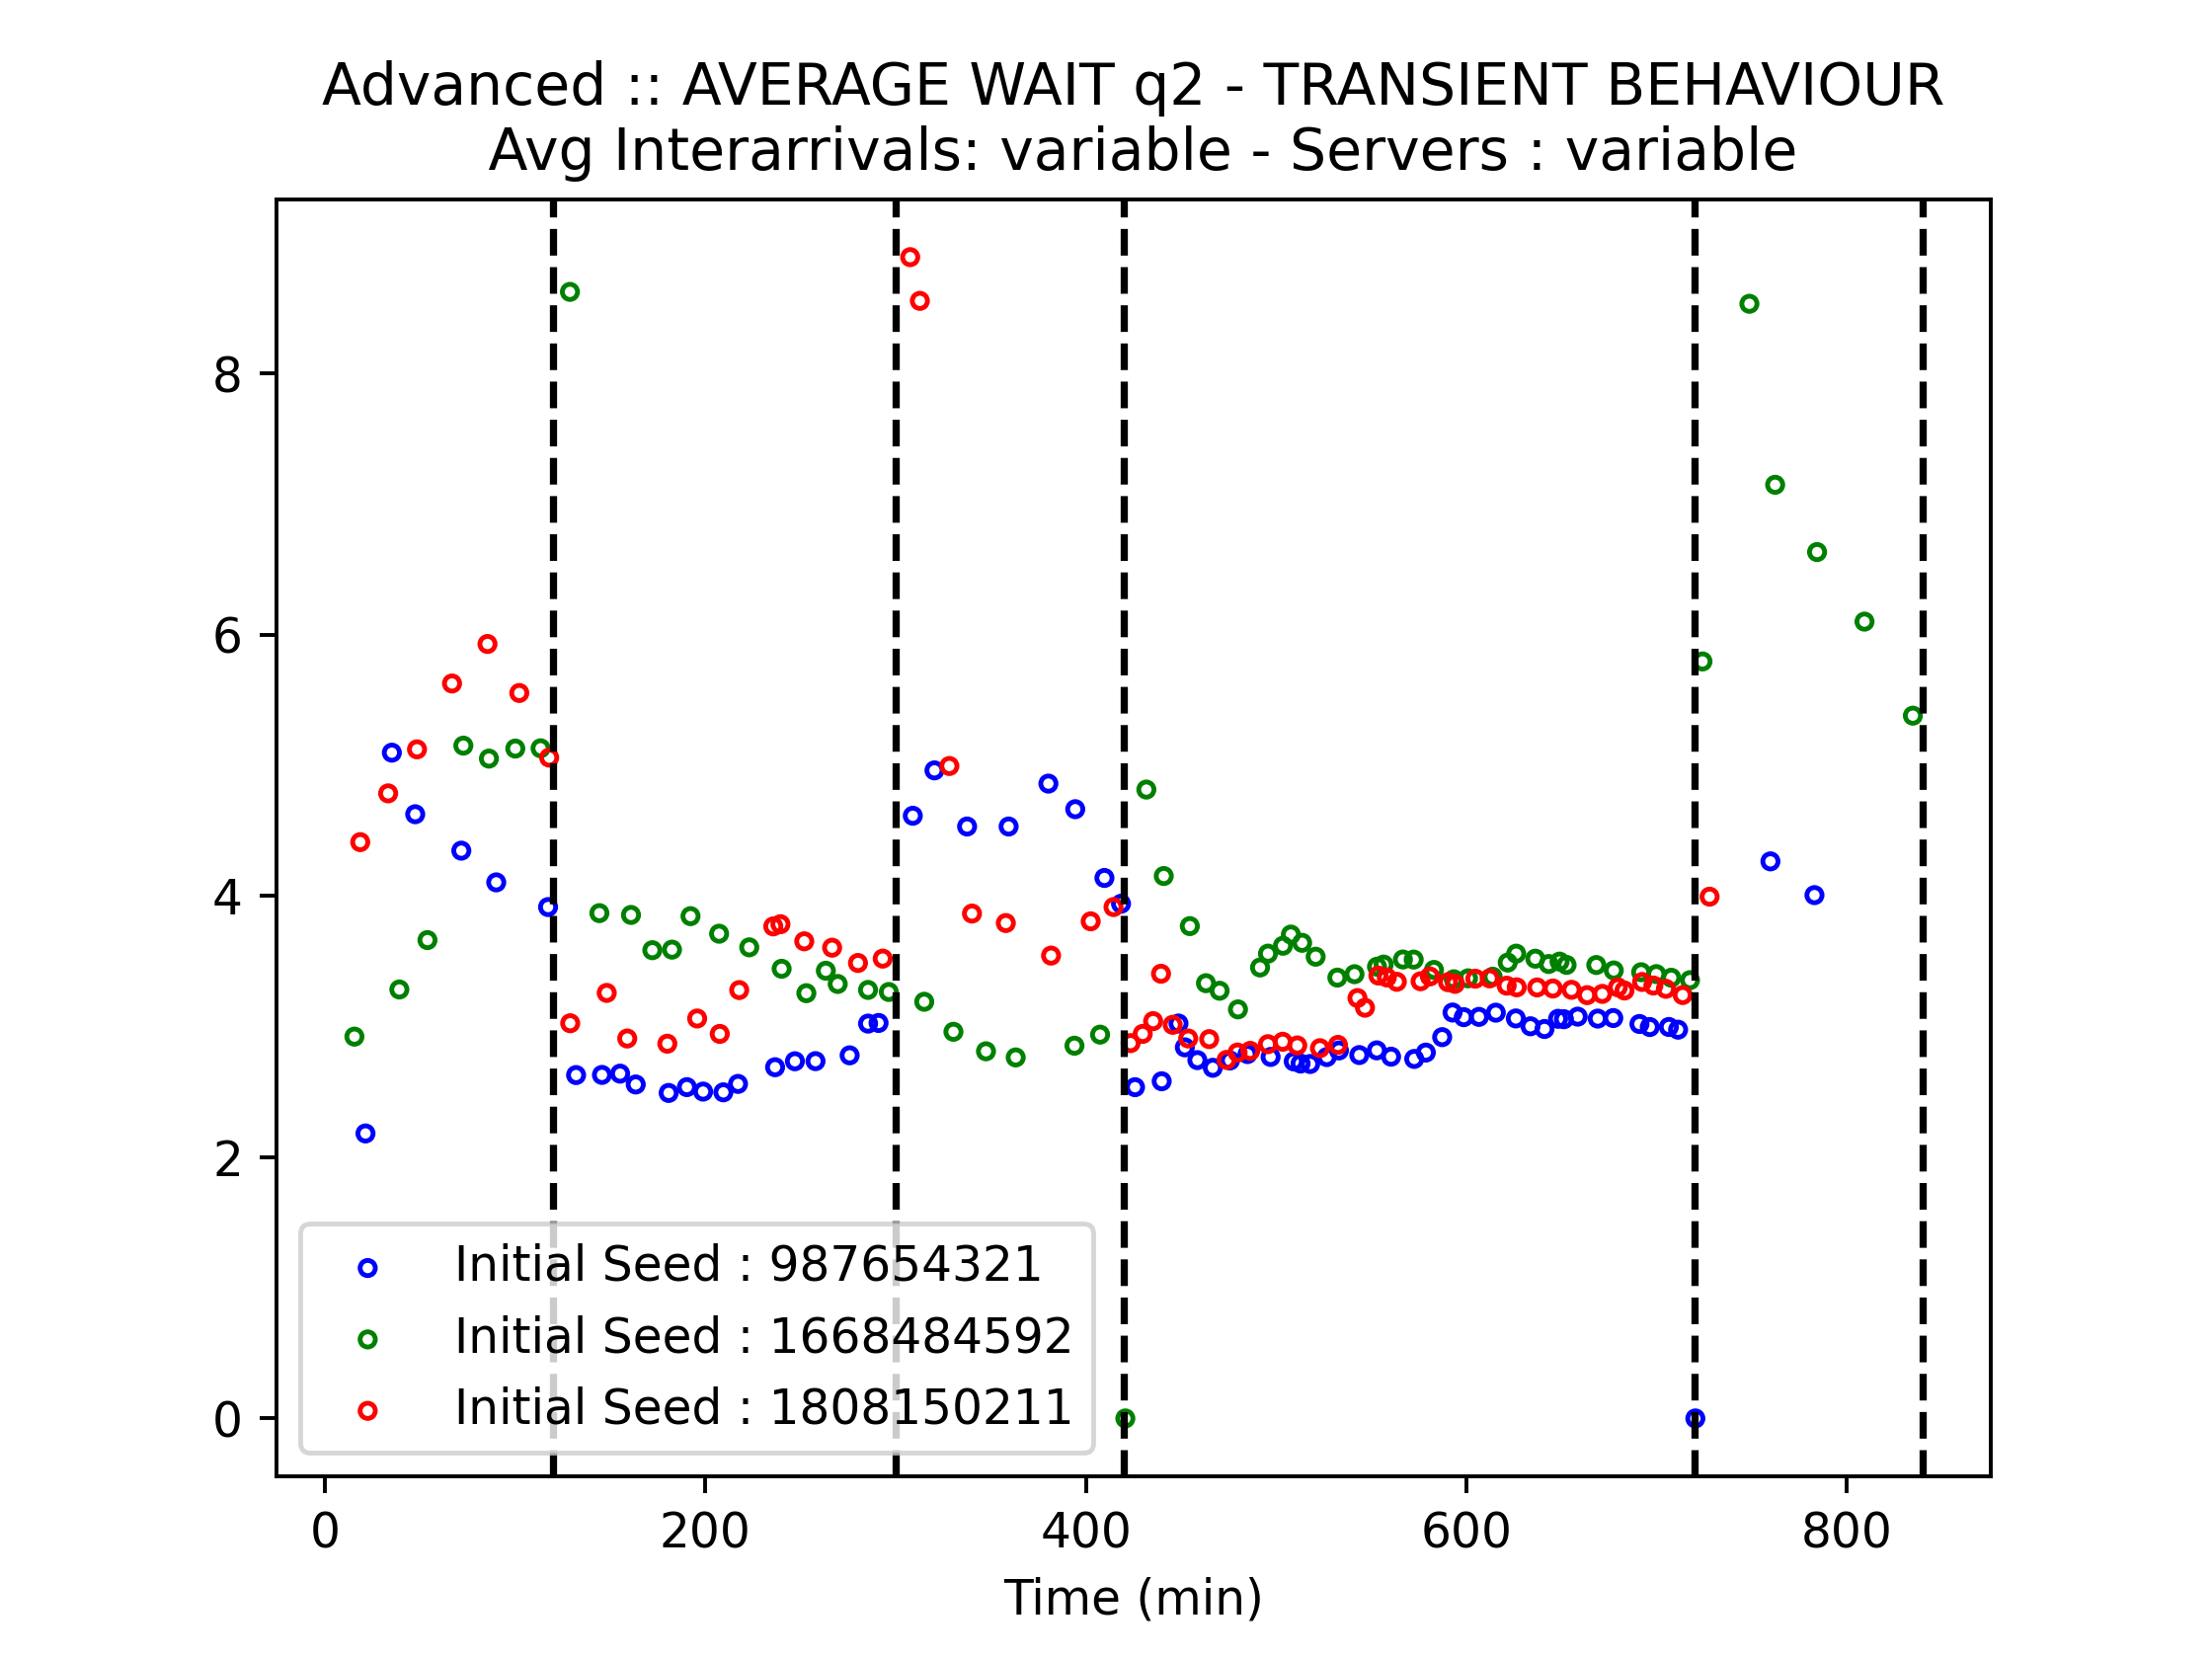 Advanced :: AVERAGE WAIT q2 - TRANSIENT BEHAVIOUR
Avg Interarrivals: variable - Servers : variable
8
6
4
2
0
Initial Seed : 987654321
Initial Seed : 1668484592
Initial Seed : 1808150211
0 200 400 600 800
Time (min)